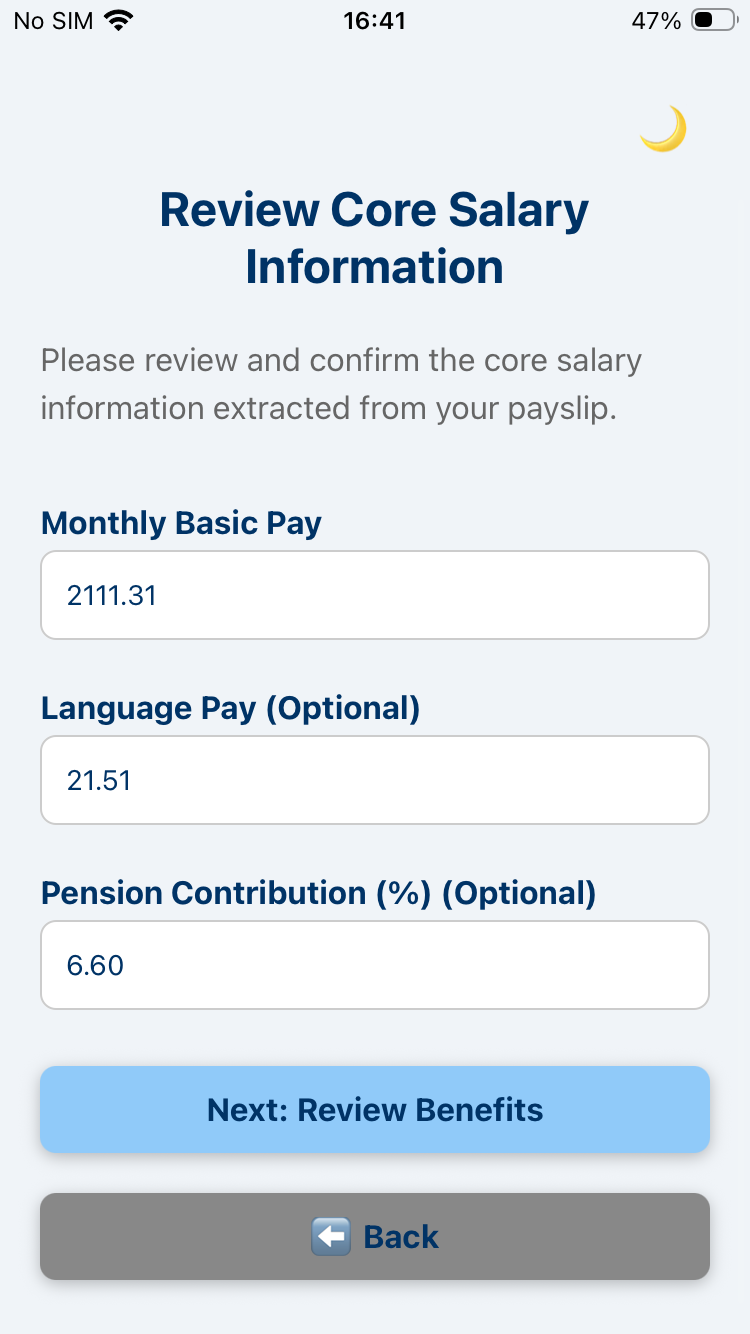 No SIM 16:41 47%
Review Core Salary
Information
Please review and confirm the core salary
information extracted from your payslip.
Monthly Basic Pay
2111.31
Language Pay (Optional)
21.51
Pension Contribution (%) (Optional)
6.60
Next: Review Benefits
Back